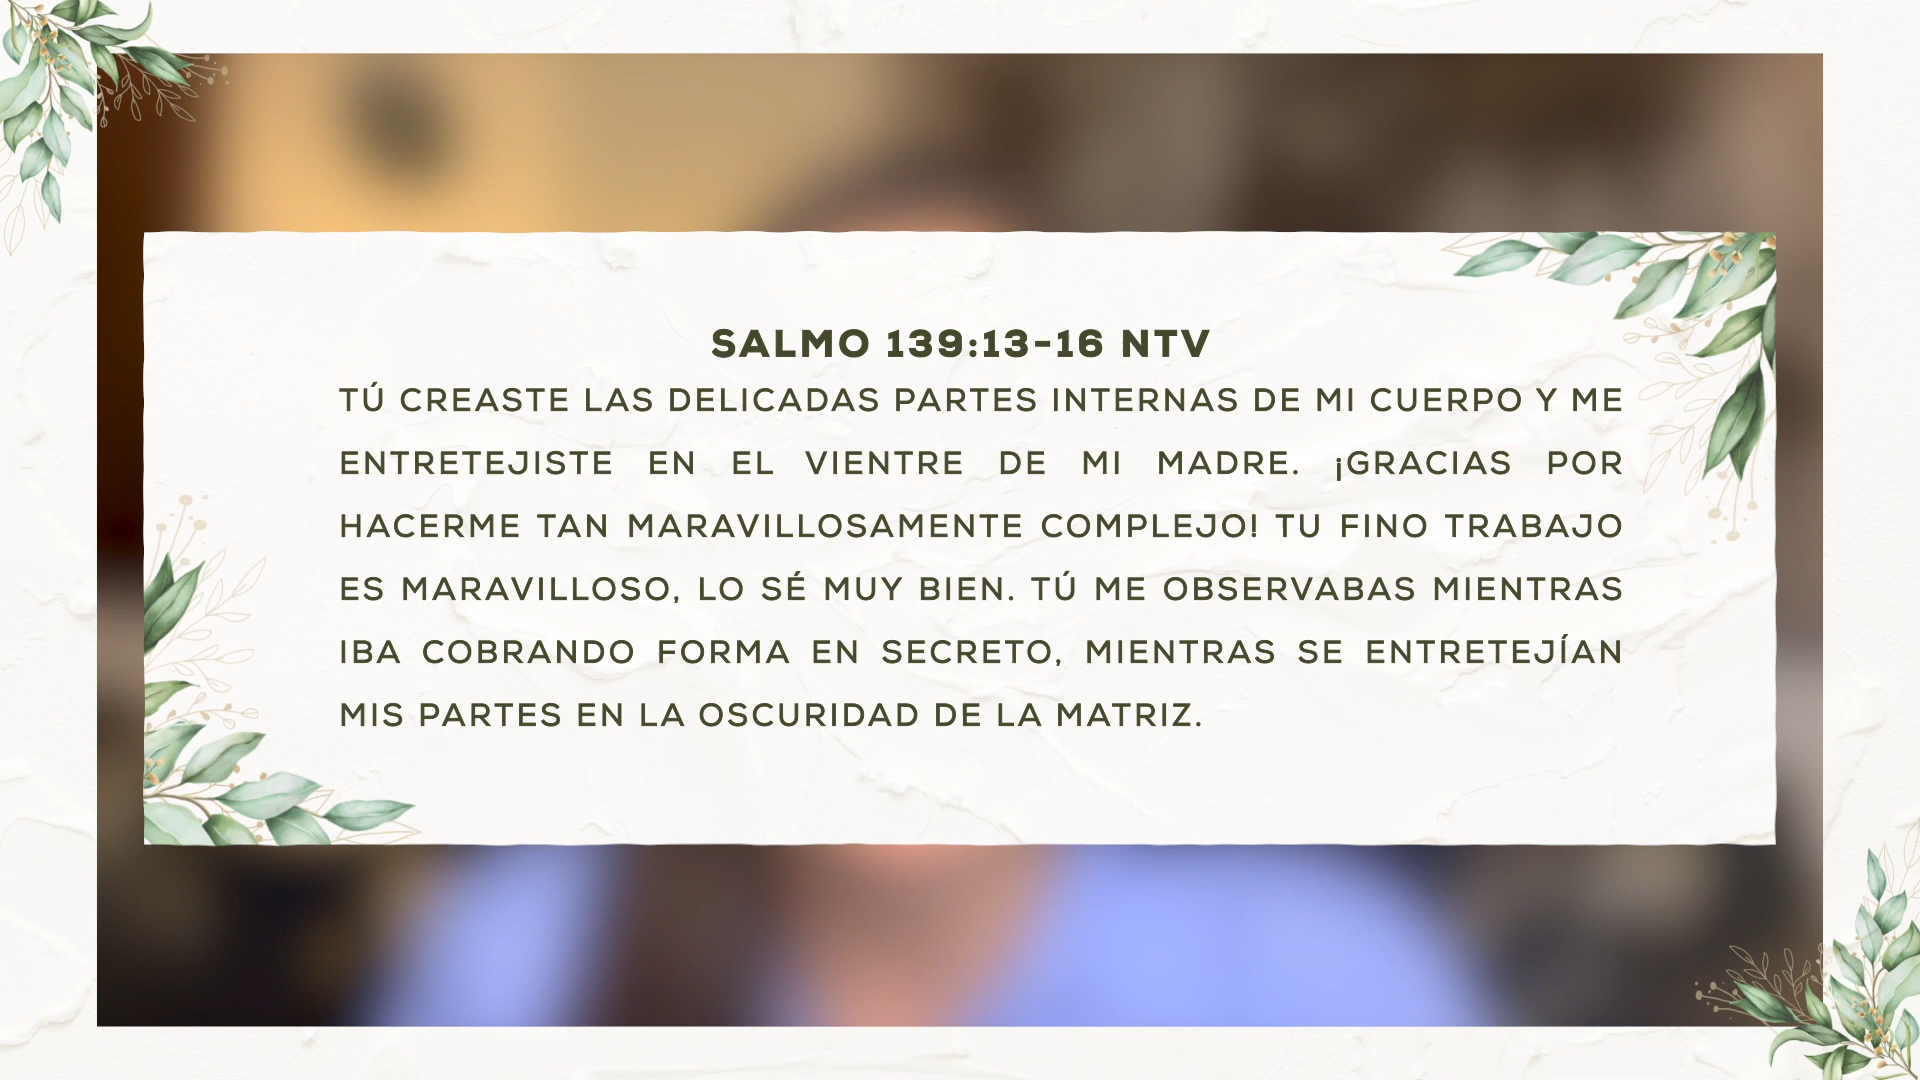 SALMO 139:13-16 NTV
TÚ CREASTE LAS DELICADAS PARTES INTERNAS DE MI CUERPO Y ME
ENTRETEJISTE EN EL VIENTRE DE MI MADRE. ¡GRACIAS POR
HACERME TAN MARAVILLOSAMENTE COMPLEJO! TU FINO TRABAJO
ES MARAVILLOSO, LO SÉ MUY BIEN. TÚ ME OBSERVABAS MIENTRAS
IBA COBRANDO FORMA EN SECRETO, MIENTRAS SE ENTRETEJÍAN
MIS PARTES EN LA OSCURIDAD DE LA MATRIZ.